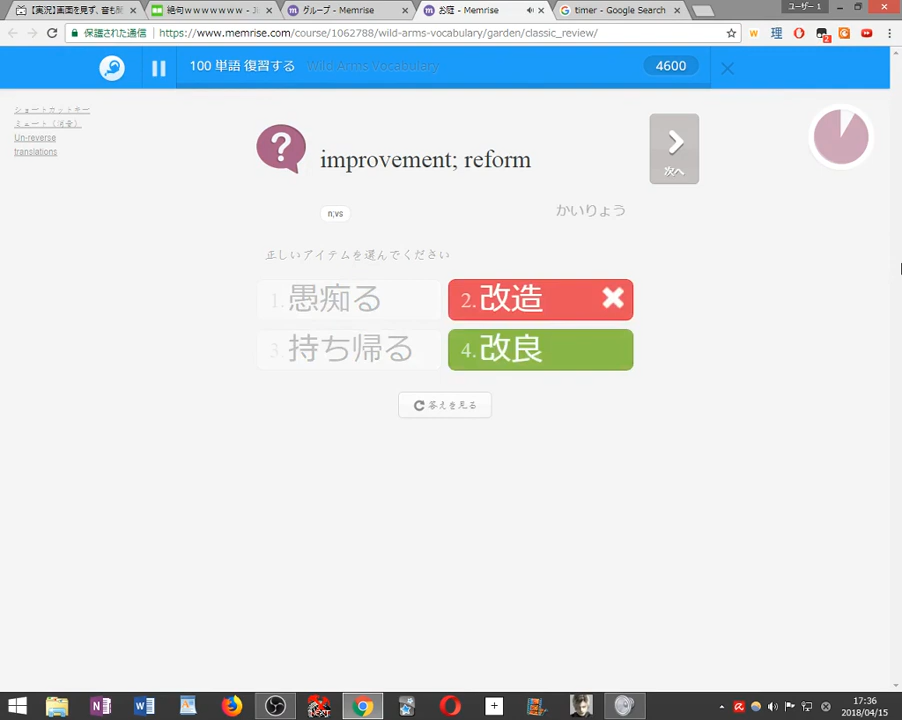 【実況】画面を見ず、音も
絶句ｗｗｗｗｗｗｗ - J
グループ - Memrise
お庭 - Memrise
timer - Google Search
ユーザー 1
保護された通信
https://www.memrise.com/course/1062788/wild-arms-vocabulary/garden/classic_review/
100 単語 復習する
Wild Arms Vocabulary
4600
ショートカットキー
ミュート（消音）
Un-reverse
translations
?
improvement; reform
次へ
n;vs
かいりょう
正しいアイテムを選んでください
1. 愚痴る
2. 改造
3. 持ち帰る
4. 改良
答えを見る
17:36
2018/04/15